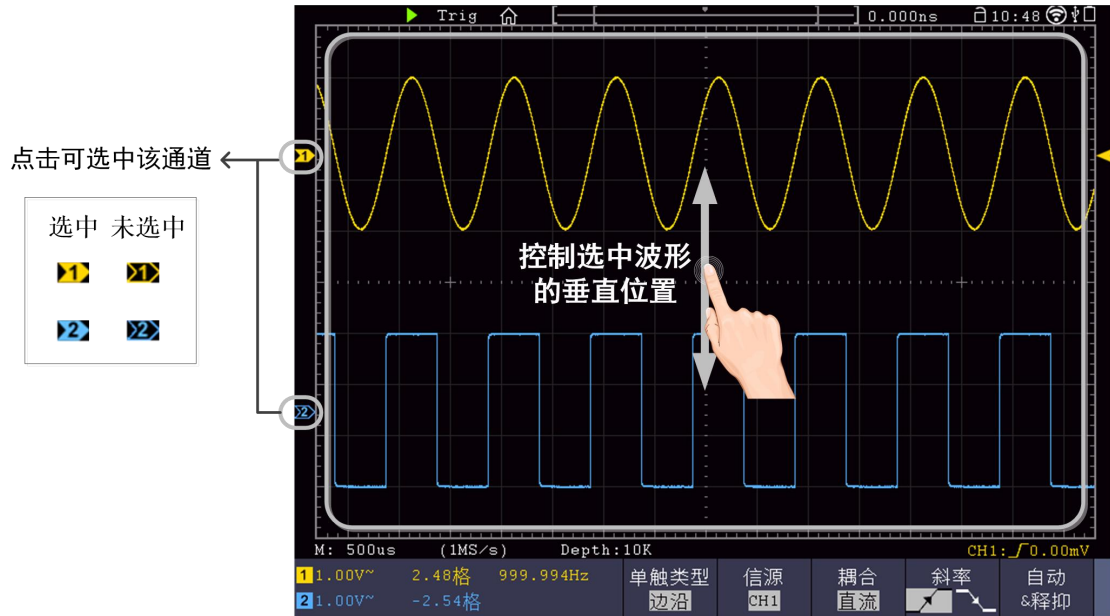 Trig
0.000ns
10:48
点击可选中该通道
1
选中 未选中
1 1
2 2
控制选中波形
的垂直位置
2
M: 500us (1MS/s) Depth:10K CH1: 0.00mV
1 1.00V~ 2.48格 999.994Hz 单触类型 信源 耦合 斜率 自动
2 1.00V~ -2.54格 边沿 CH1 直流 &释抑